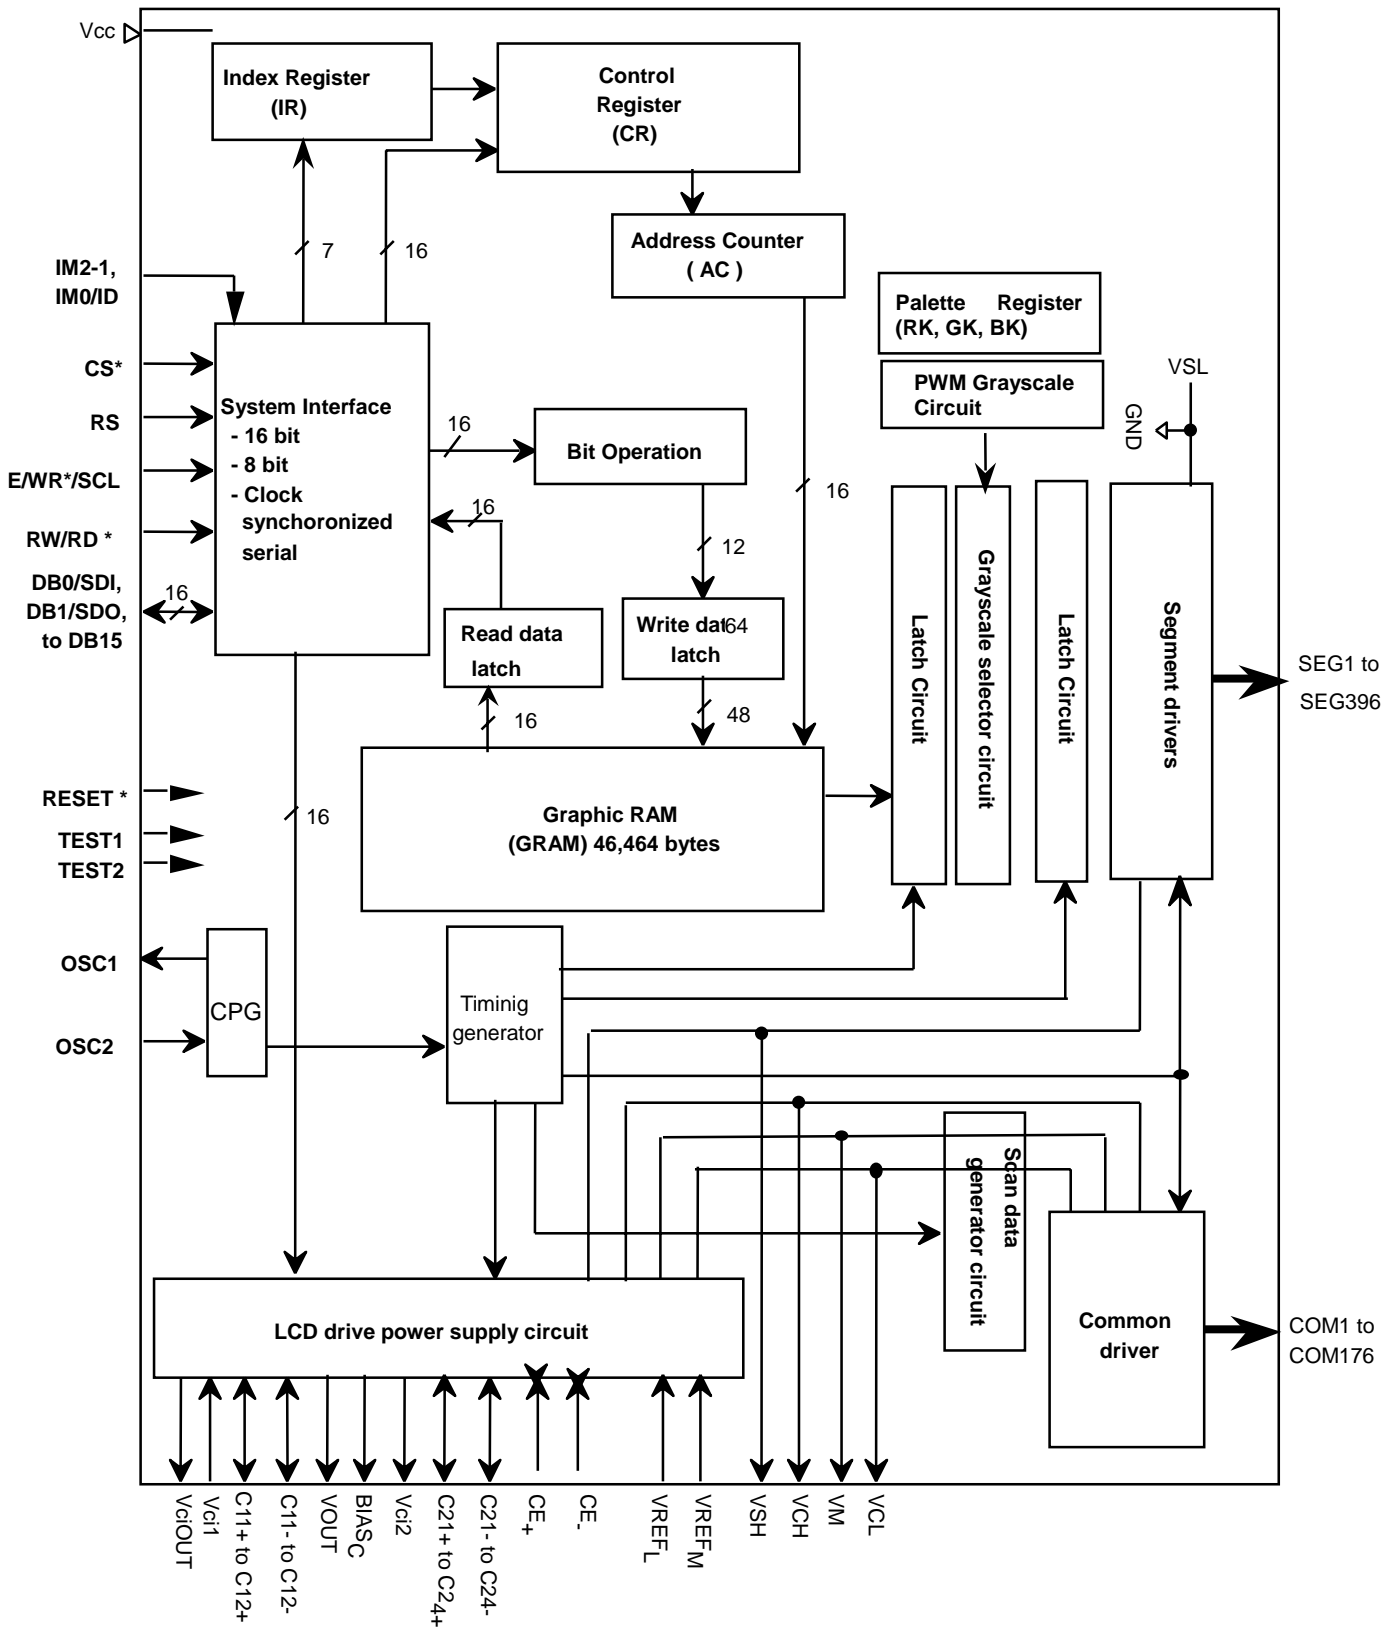 Vcc
Index Register
(IR)
Control
Register
(CR)
7
16
Address Counter
( AC )
IM2-1,
IM0/ID
Palette Register
(RK, GK, BK)
PWM Grayscale
Circuit
VSL
GND
CS*
RS
E/WR*/SCL
RW/RD *
DB0/SDI,
DB1/SDO,
to DB15
16
System Interface
- 16 bit
- 8 bit
- Clock
synchoronized
serial
16
Bit Operation
16
16
12
Read data
latch
Write dat64
latch
16
48
Latch Circuit
Grayscale selector circuit
Latch Circuit
Segment drivers
SEG1 to
SEG396
RESET *
TEST1
TEST2
16
Graphic RAM
(GRAM) 46,464 bytes
OSC1
OSC2
CPG
Timinig
generator
Scan data
generator circuit
LCD drive power supply circuit
Common
driver
COM1 to
COM176
VciOUT
Vci1
C11+ to C12+
C11- to C12-
VOUT
BIASC
Vci2
C21+ to C24+
C21- to C24-
CE+
CE-
VREFL
VREFM
VSH
VCH
VM
VCL